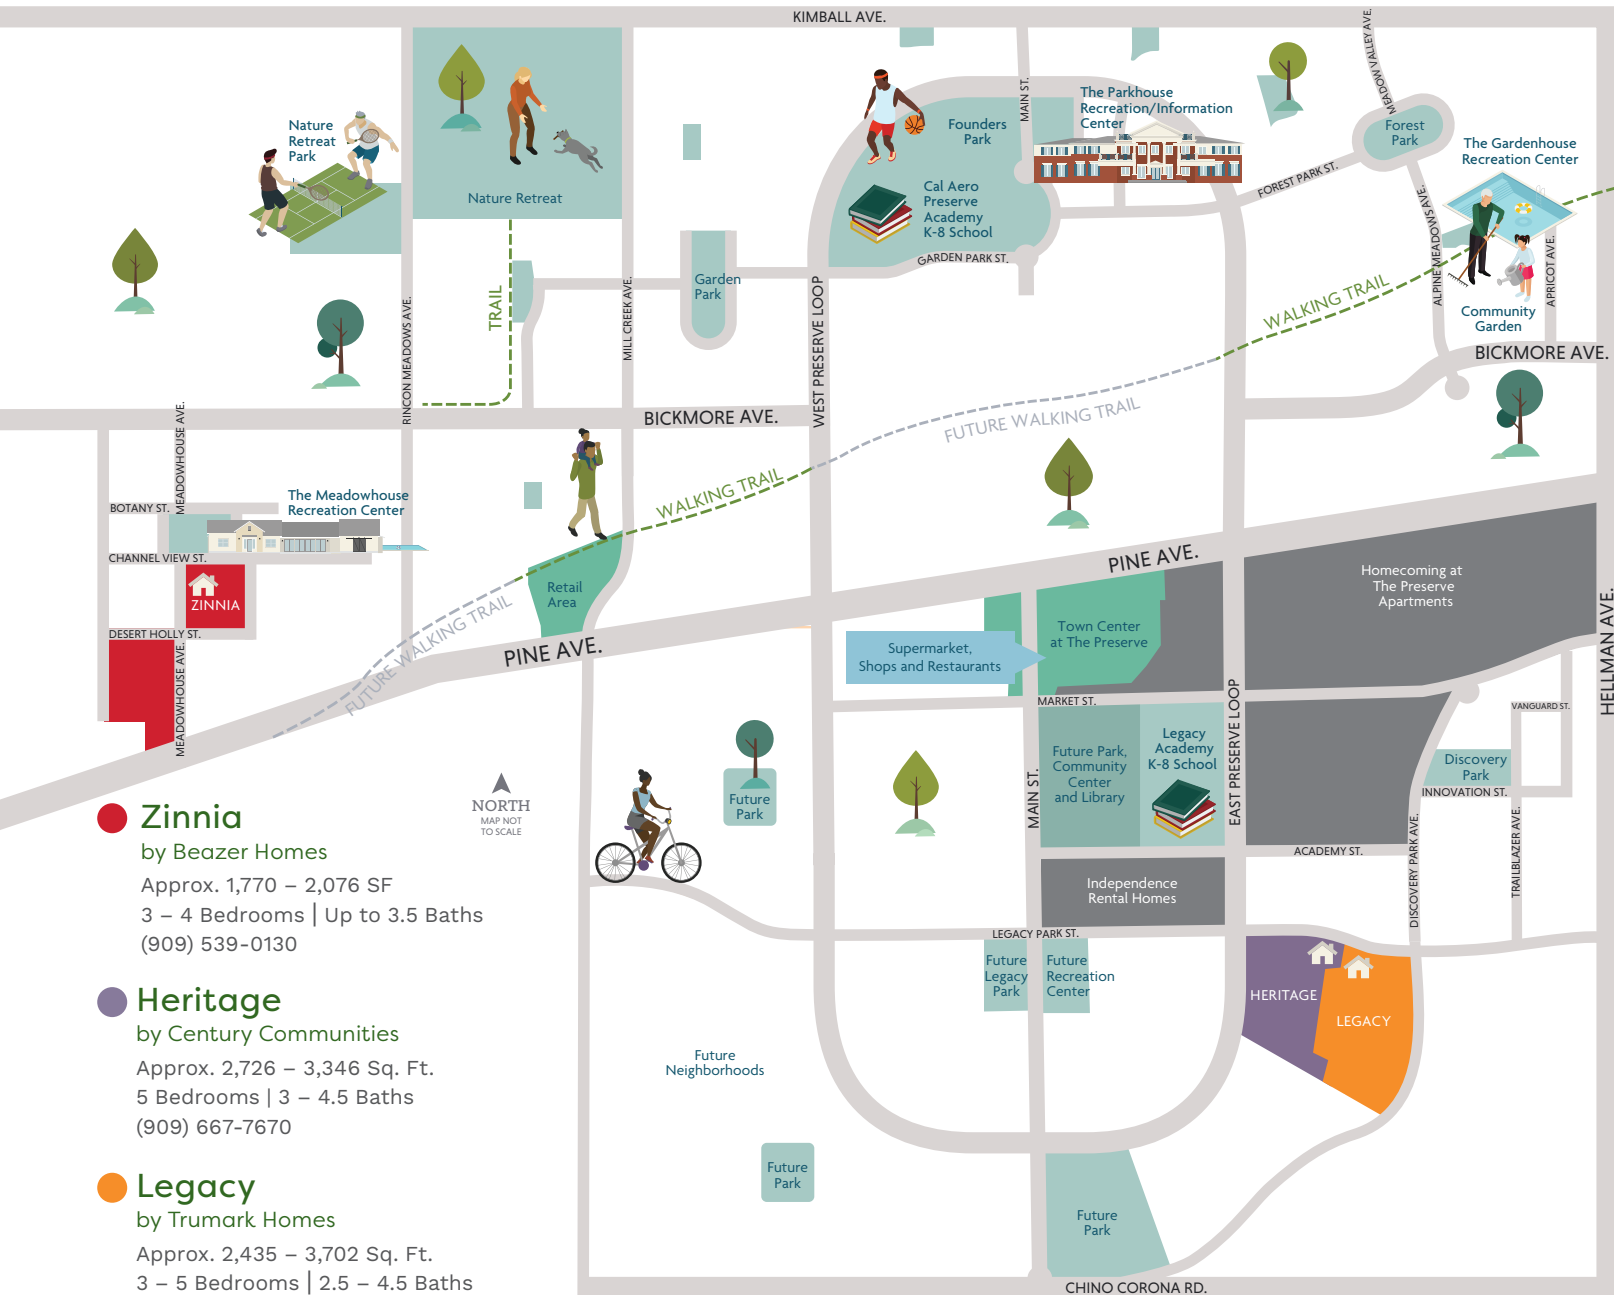 KIMBALL AVE.
MEADOW VALLEY AVE.
MAIN ST.
Nature
Retreat
Park
Nature Retreat
Founders
Park
The Parkhouse
Recreation/Information
Center
Forest
Park
The Gardenhouse
Recreation Center
Cal Aero
Preserve
Academy
K-8 School
FOREST PARK ST.
GARDEN PARK ST.
Garden
Park
TRAIL
RINCON MEADOWS AVE.
MILL CREEK AVE.
WEST PRESERVE LOOP
WALKING TRAIL
ALPINE MEADOWS AVE.
APRICOT AVE.
Community
Garden
BICKMORE AVE.
BICKMORE AVE.
FUTURE WALKING TRAIL
MEADOWHOUSE AVE.
WALKING TRAIL
The Meadowhouse
Recreation Center
BOTANY ST.
CHANNEL VIEW ST.
ZINNIA
DESERT HOLLY ST.
MEADOWHOUSE AVE.
FUTURE WALKING TRAIL
Retail
Area
PINE AVE.
PINE AVE.
Homecoming at
The Preserve
Apartments
HELLMAN AVE.
Town Center
at The Preserve
Supermarket,
Shops and Restaurants
MARKET ST.
EAST PRESERVE LOOP
VANGUARD ST.
Future Park,
Community
Center
and Library
Legacy
Academy
K-8 School
MAIN ST.
Discovery
Park
INNOVATION ST.
Future
Park
NORTH
MAP NOT
TO SCALE
ACADEMY ST.
DISCOVERY PARK AVE.
TRAILBLAZER AVE.
Independence
Rental Homes
LEGACY PARK ST.
Future
Legacy
Park
Future
Recreation
Center
HERITAGE
LEGACY
Future
Neighborhoods
Future
Park
Future
Park
CHINO CORONA RD.
Zinnia
by Beazer Homes
Approx. 1,770 – 2,076 SF
3 – 4 Bedrooms | Up to 3.5 Baths
(909) 539-0130
Heritage
by Century Communities
Approx. 2,726 – 3,346 Sq. Ft.
5 Bedrooms | 3 – 4.5 Baths
(909) 667-7670
Legacy
by Trumark Homes
Approx. 2,435 – 3,702 Sq. Ft.
3 – 5 Bedrooms | 2.5 – 4.5 Baths